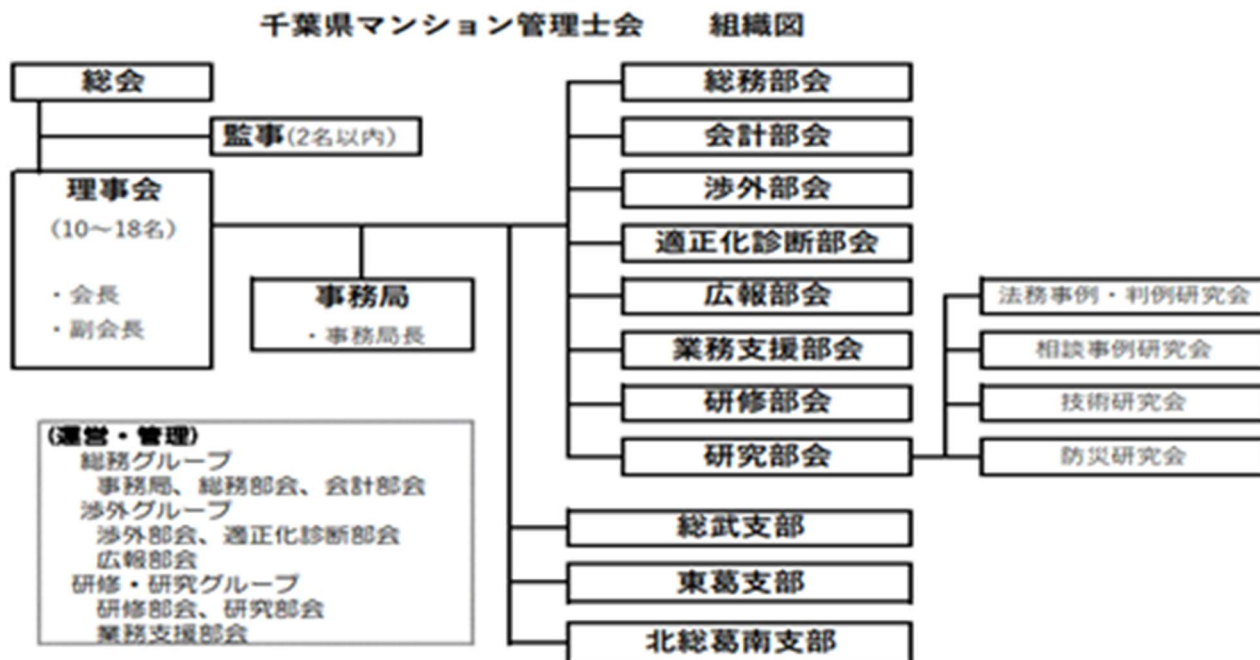 千葉県マンション管理士会　組織図
総会
監事(2名以内)
理事会
(10～18名)
・会長
・副会長
事務局
・事務局長
総務部会
会計部会
渉外部会
適正化診断部会
広報部会
業務支援部会
研修部会
研究部会
法務事例・判例研究会
相談事例研究会
技術研究会
防災研究会
総武支部
東葛支部
北総葛南支部
(運営・管理)
総務グループ
事務局、総務部会、会計部会
渉外グループ
渉外部会、適正化診断部会
広報部会
研修・研究グループ
研修部会、研究部会
業務支援部会